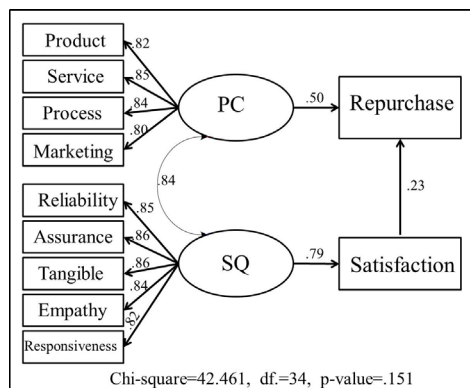 Product
Service
Process
Marketing
.82
.85
.84
.80
PC
.50
Repurchase
.84
.23
Reliability
Assurance
Tangible
Empathy
Responsiveness
.85
.86
.86
.84
.82
SQ
.79
Satisfaction
Chi-square=42.461, df.=34, p-value=.151